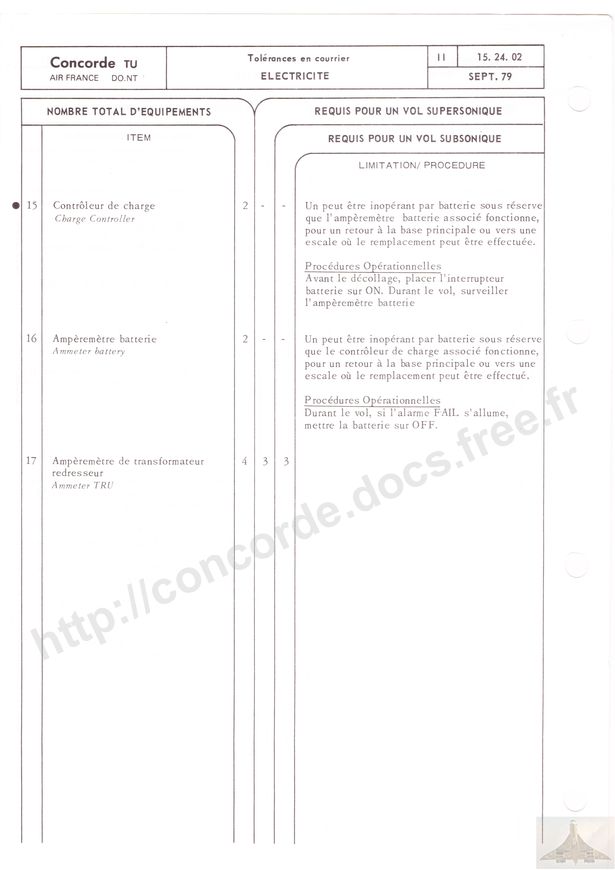 Concorde TU
AIR FRANCE DO.NT
Tolérances en courrier
ELECTRICITE
II
15. 24. 02
SEPT. 79
NOMBRE TOTAL D'EQUIPEMENTS
REQUIS POUR UN VOL SUPERSONIQUE
REQUIS POUR UN VOL SUBSONIQUE
ITEM
LIMITATION/ PROCEDURE
15 Contrôleur de charge 2 - -
Charge Controller
Un peut être inopérant par batterie sous réserve
que l'ampèremètre batterie associé fonctionne,
pour un retour à la base principale ou vers une
escale où le remplacement peut être effectuée.
Procédures Opérationnelles
Avant le décollage, placer l'interrupteur
batterie sur ON. Durant le vol, surveiller
l'ampèremètre batterie
16 Ampèremètre batterie 2 - -
Ammeter battery
Un peut être inopérant par batterie sous réserve
que le contrôleur de charge associé fonctionne,
pour un retour à la base principale ou vers une
escale où le remplacement peut être effectué.
Procédures Opérationnelles
Durant le vol, si l'alarme FAIL s'allume,
mettre la batterie sur OFF.
17 Ampèremètre de transformateur 4 3 3
redresseur
Ammeter TRU
http://concorde.docs.free.fr